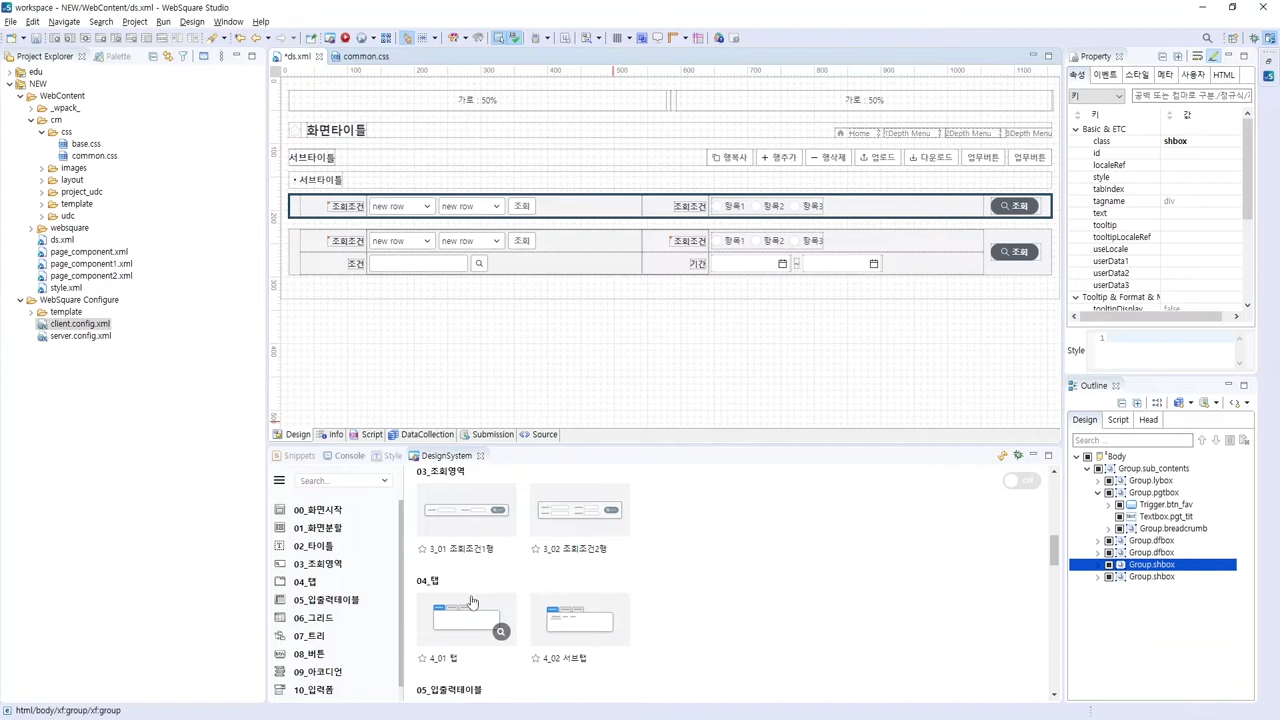 workspace - NEW/WebContent/ds.xml - WebSquare Studio
File Edit Navigate Search Project Run Design Window Help
Project Explorer Palette
edu
NEW
WebContent
_wpack_
cm
css
base.css
common.css
images
layout
project_udc
template
udc
websquare
ds.xml
page_component.xml
page_component1.xml
page_component2.xml
style.xml
WebSquare Configure
template
client.config.xml
server.config.xml
*ds.xml common.css
0 100 200 300 400 500 600 700 800 900 1000 1100
가로 : 50% 가로 : 50%
화면타이틀 Home 1Depth Menu 2Depth Menu 3Depth Menu
서브타이틀 행복사 행추가 행삭제 업로드 다운로드 업무버튼 업무버튼
• 서브타이틀
조회조건 new row new row 조회 조회조건 항목1 항목2 항목3 조회
조회조건 new row new row 조회 조회조건 항목1 항목2 항목3 조회
조건 기간 ~
Design Info Script DataCollection Submission Source
Snippets Console Style DesignSystem
Search...
00_화면시작
01_화면분할
02_타이틀
03_조회영역
04_탭
05_입출력테이블
06_그리드
07_트리
08_버튼
09_아코디언
10_입력폼
03_조회영역 Off
3_01 조회조건1행 3_02 조회조건2행
04_탭
4_01 탭 4_02 서브탭
05_입출력테이블
Property
속성 이벤트 스타일 메타 사용자 HTML
키 공백 또는 컴마로 구분./정규식/
키 값
Basic & ETC
class shbox
id
localeRef
style
tabIndex
tagname div
text
tooltip
tooltipLocaleRef
useLocale
userData1
userData2
userData3
Tooltip & Format & M
tooltipDisplay false
Style 1
Outline
Design Script Head
Search ...
Body
Group.sub_contents
Group.lybox
Group.pgtbox
Trigger.btn_fav
Textbox.pgt_tit
Group.breadcrumb
Group.dfbox
Group.dfbox
Group.shbox
Group.shbox
html/body/xf:group/xf:group